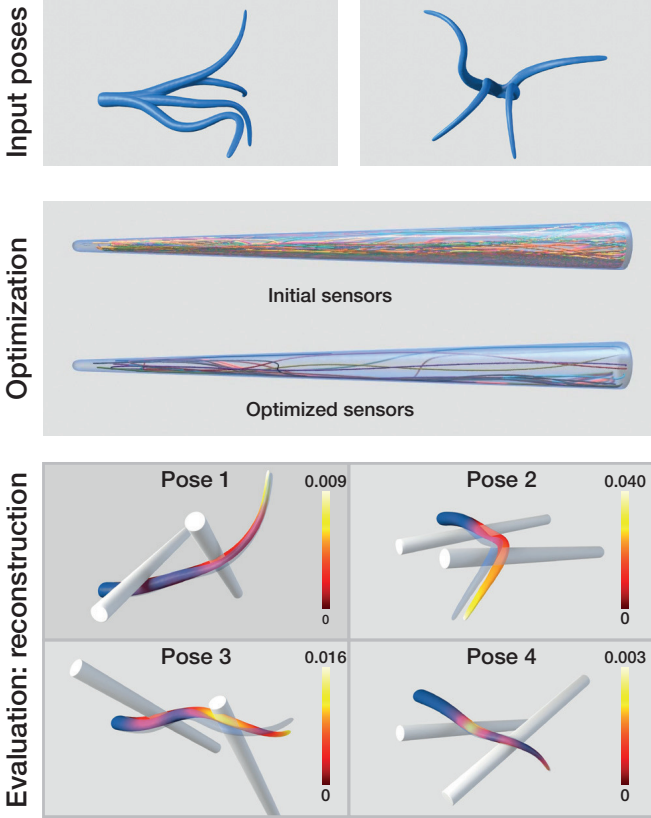 Input poses
Optimization
Initial sensors
Optimized sensors
Evaluation: reconstruction
Pose 1
0.009
0
Pose 2
0.040
0
Pose 3
0.016
0
Pose 4
0.003
0